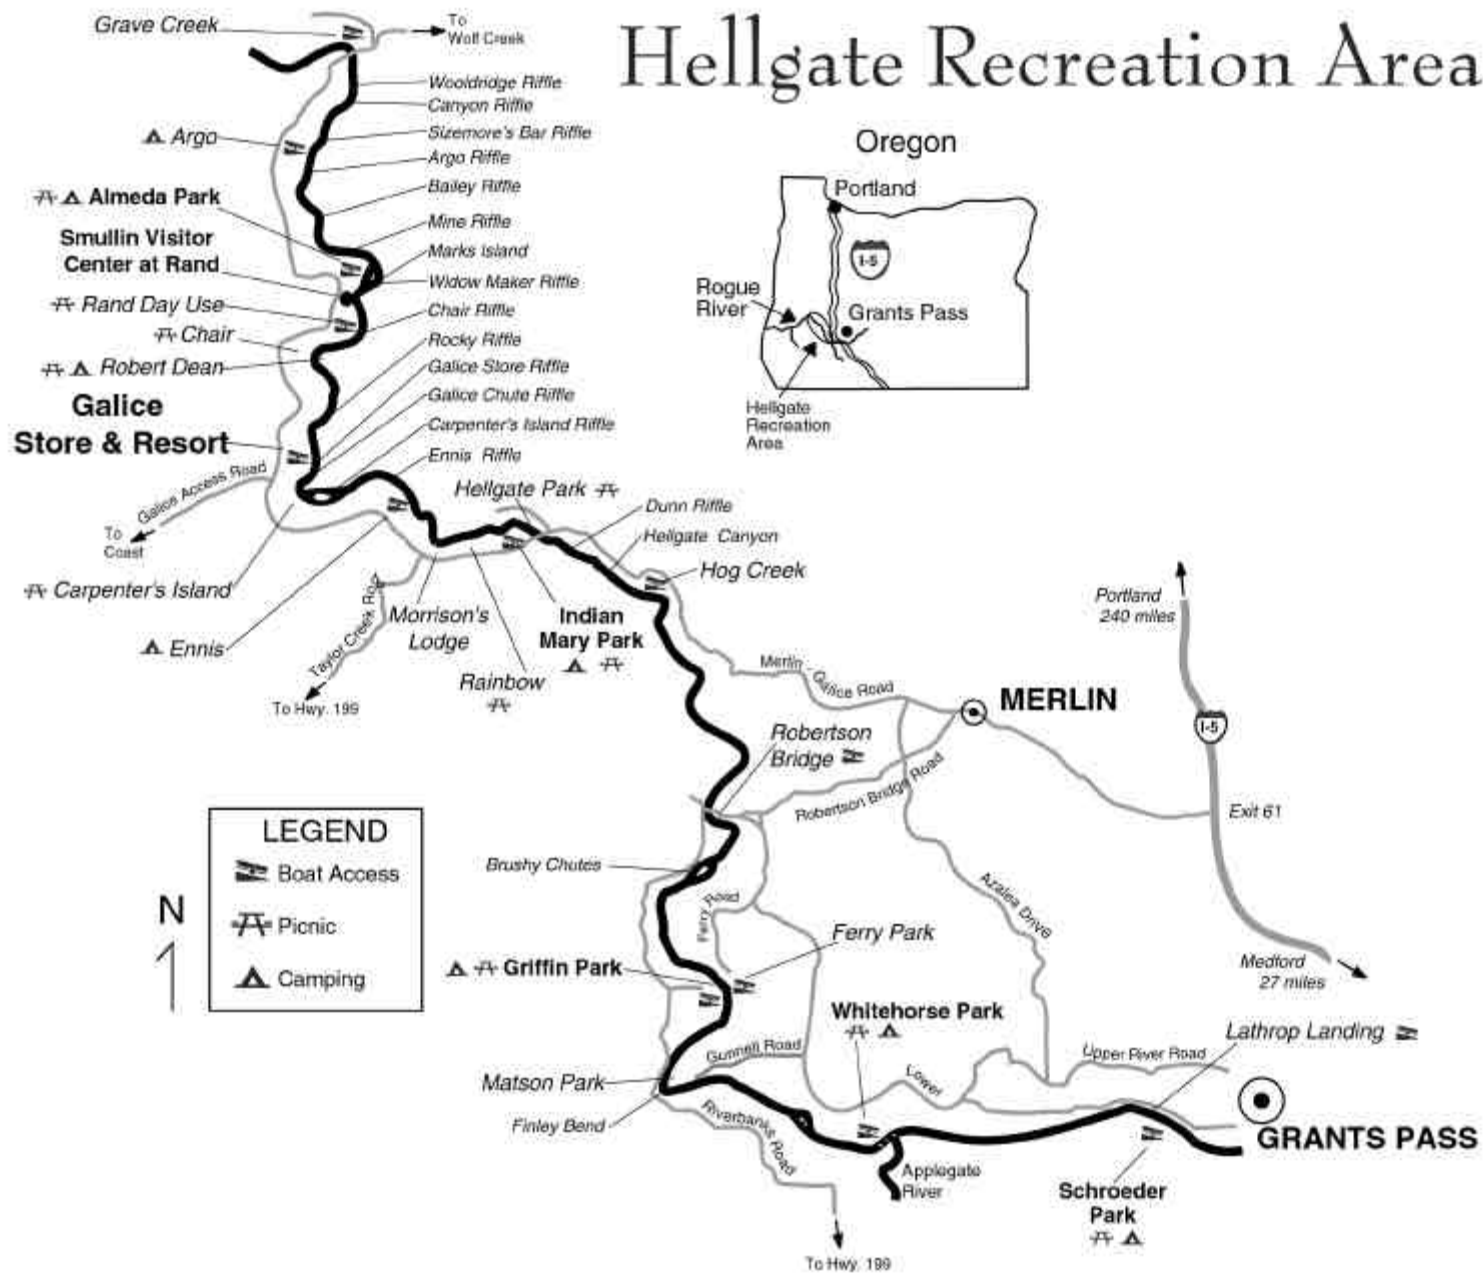 Hellgate Recreation Area
Grave Creek
To
Wolf Creek
Wooldridge Riffle
Canyon Riffle
Sizemore's Bar Riffle
Argo
Argo Riffle
Bailey Riffle
Almeda Park
Mine Riffle
Smullin Visitor
Center at Rand
Marks Island
Widow Maker Riffle
Rand Day Use
Chair Riffle
Chair
Rocky Riffle
Robert Dean
Galice Store Riffle
Galice Chute Riffle
Galice
Store & Resort
Carpenter's Island Riffle
Ennis Riffle
Galice Access Road
To
Coast
Hellgate Park
Dunn Riffle
Hellgate Canyon
Hog Creek
Carpenter's Island
Ennis
Taylor Creek Rog
To Hwy. 199
Morrison's
Lodge
Rainbow
Indian
Mary Park
Oregon
Portland
I-5
Rogue
River
Grants Pass
Hellgate
Recreation
Area
Portland
240 miles
Merlin - Galice Road
MERLIN
I-5
Robertson
Bridge
Robertson Bridge Road
Exit 61
Brushy Chutes
Ferry Road
Azalea Drive
Ferry Park
Medford
27 miles
Griffin Park
Whitehorse Park
Lathrop Landing
Gunnell Road
Upper River Road
Lower
Matson Park
Finley Bend
Riverbanks Road
GRANTS PASS
Applegate
River
Schroeder
Park
To Hwy. 199
LEGEND
Boat Access
Picnic
Camping
N